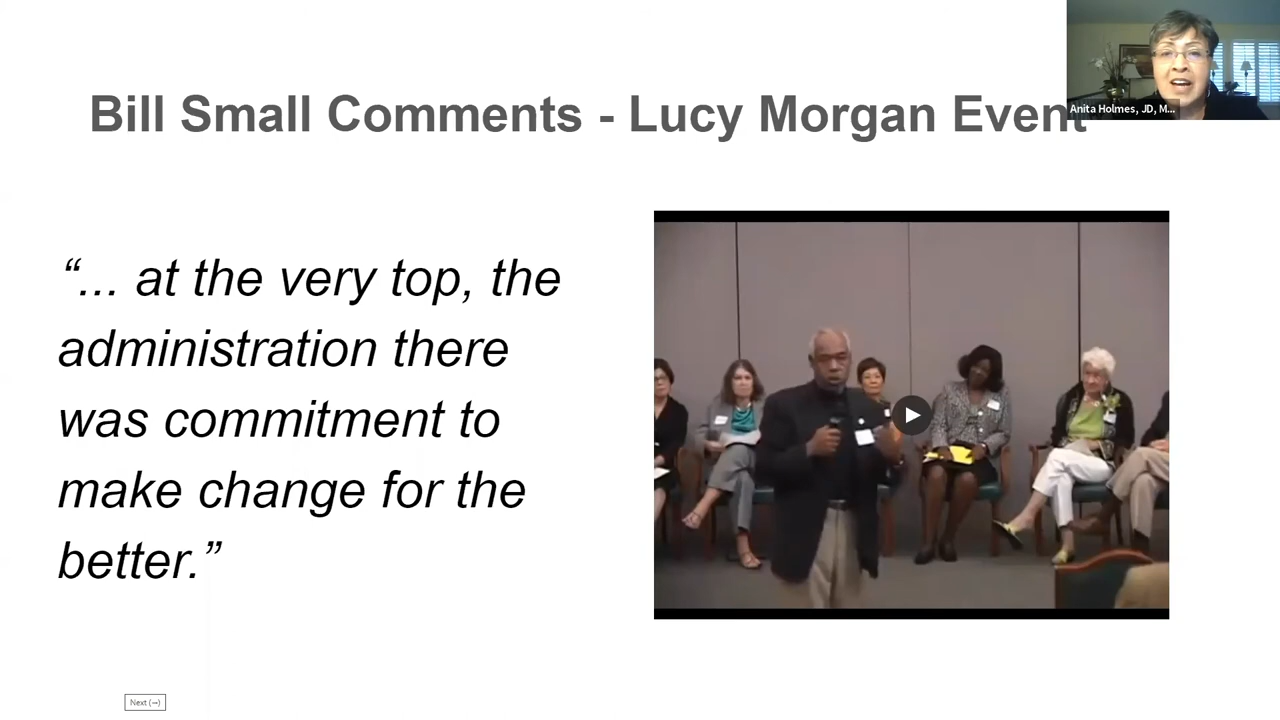 Bill Small Comments - Lucy Morgan Event
Anita Holmes, JD, M...
“... at the very top, the
administration there
was commitment to
make change for the
better.”
Next (→)